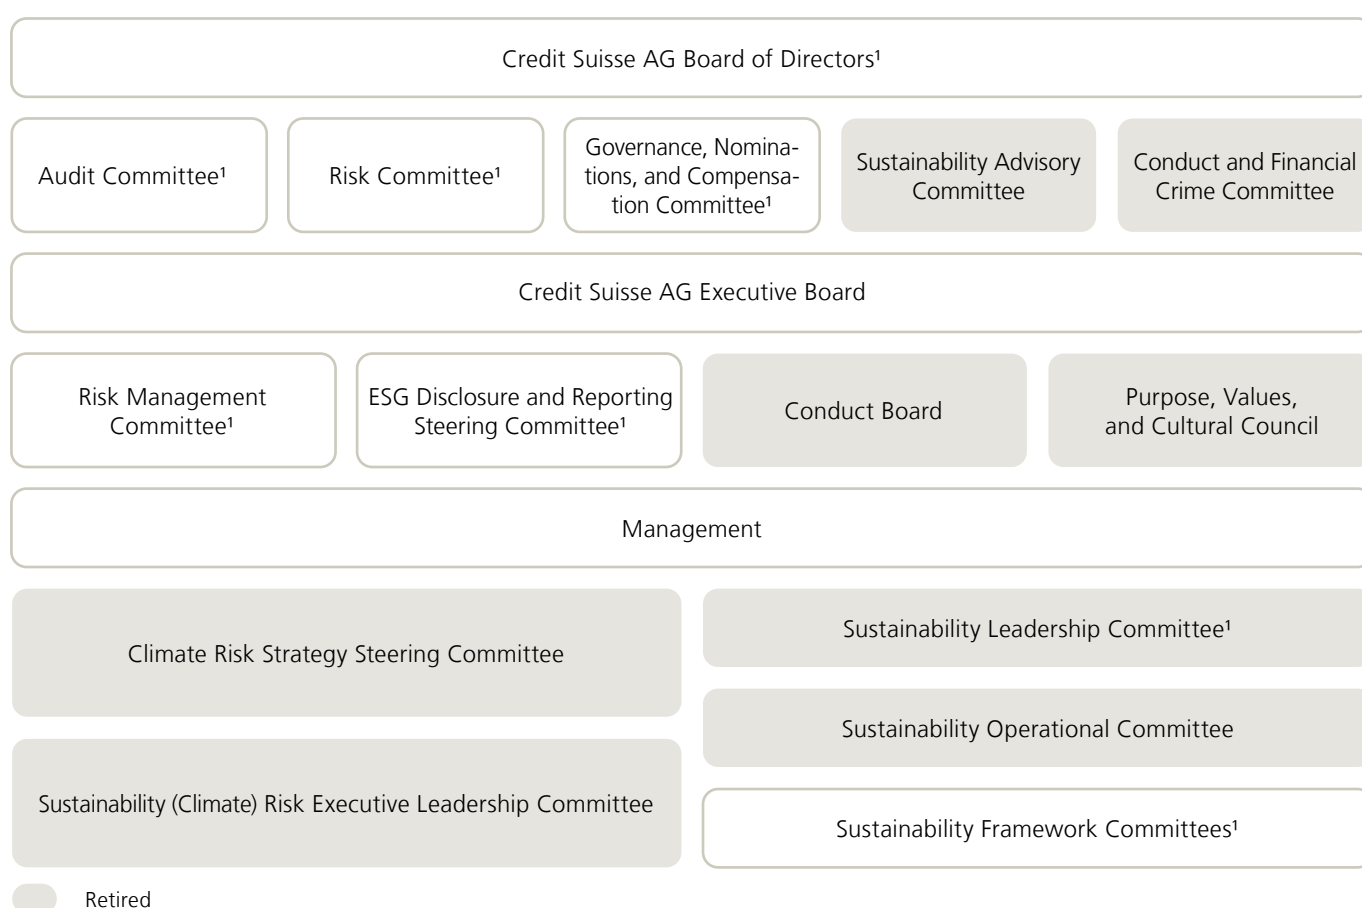 Credit Suisse AG Board of Directors¹
Audit Committee¹
Risk Committee¹
Governance, Nomina-
tions, and Compensa-
tion Committee¹
Sustainability Advisory
Committee
Conduct and Financial
Crime Committee
Credit Suisse AG Executive Board
Risk Management
Committee¹
ESG Disclosure and Reporting
Steering Committee¹
Conduct Board
Purpose, Values,
and Cultural Council
Management
Climate Risk Strategy Steering Committee
Sustainability (Climate) Risk Executive Leadership Committee
Sustainability Leadership Committee¹
Sustainability Operational Committee
Sustainability Framework Committees¹
Retired